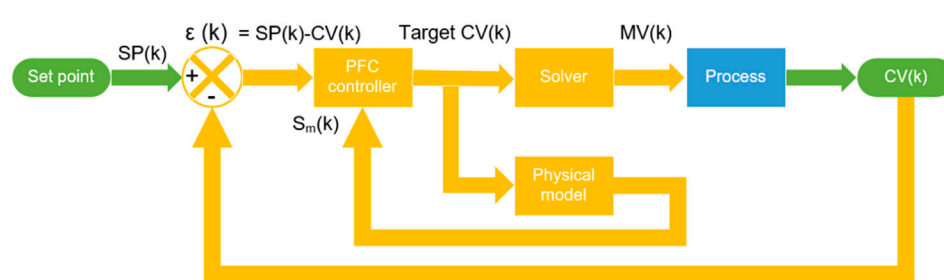 ε (k) = SP(k)-CV(k)
Target CV(k)
MV(k)
SP(k)
Set point
+
-
PFC
controller
Solver
Process
CV(k)
Sm(k)
Physical
model